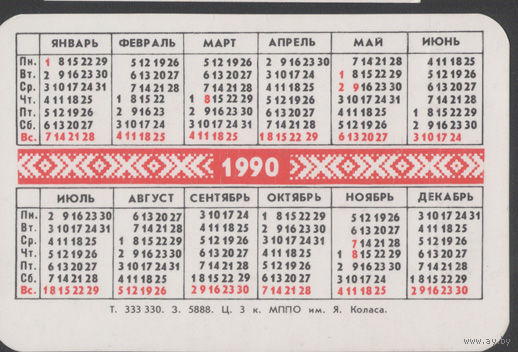 ЯНВАРЬ ФЕВРАЛЬ МАРТ АПРЕЛЬ МАЙ ИЮНЬ
Пн. 1 8 15 22 29 5 12 19 26 5 12 19 26 2 9 16 23 30 7 14 21 28 4 11 18 25
Вт. 2 9 16 23 30 6 13 20 27 6 13 20 27 3 10 17 24 1 8 15 22 29 5 12 19 26
Ср. 3 10 17 24 31 7 14 21 28 7 14 21 28 4 11 18 25 2 9 16 23 30 6 13 20 27
Чт. 4 11 18 25 1 8 15 22 1 8 15 22 29 5 12 19 26 3 10 17 24 31 7 14 21 28
Пт. 5 12 19 26 2 9 16 23 2 9 16 23 30 6 13 20 27 4 11 18 25 1 8 15 22 29
Сб. 6 13 20 27 3 10 17 24 3 10 17 24 31 7 14 21 28 5 12 19 26 2 9 16 23 30
Вс. 7 14 21 28 4 11 18 25 4 11 18 25 1 8 15 22 29 6 13 20 27 3 10 17 24
1990
ИЮЛЬ АВГУСТ СЕНТЯБРЬ ОКТЯБРЬ НОЯБРЬ ДЕКАБРЬ
Пн. 2 9 16 23 30 6 13 20 27 3 10 17 24 1 8 15 22 29 5 12 19 26 3 10 17 24 31
Вт. 3 10 17 24 31 7 14 21 28 4 11 18 25 2 9 16 23 30 6 13 20 27 4 11 18 25
Ср. 4 11 18 25 1 8 15 22 29 5 12 19 26 3 10 17 24 31 7 14 21 28 5 12 19 26
Чт. 5 12 19 26 2 9 16 23 30 6 13 20 27 4 11 18 25 1 8 15 22 29 6 13 20 27
Пт. 6 13 20 27 3 10 17 24 31 7 14 21 28 5 12 19 26 2 9 16 23 30 7 14 21 28
Сб. 7 14 21 28 4 11 18 25 1 8 15 22 29 6 13 20 27 3 10 17 24 1 8 15 22 29
Вс. 1 8 15 22 29 5 12 19 26 2 9 16 23 30 7 14 21 28 4 11 18 25 2 9 16 23 30
Т. 333 330. З. 5888. Ц. 3 к. МППО им. Я. Коласа.
www.ay.by